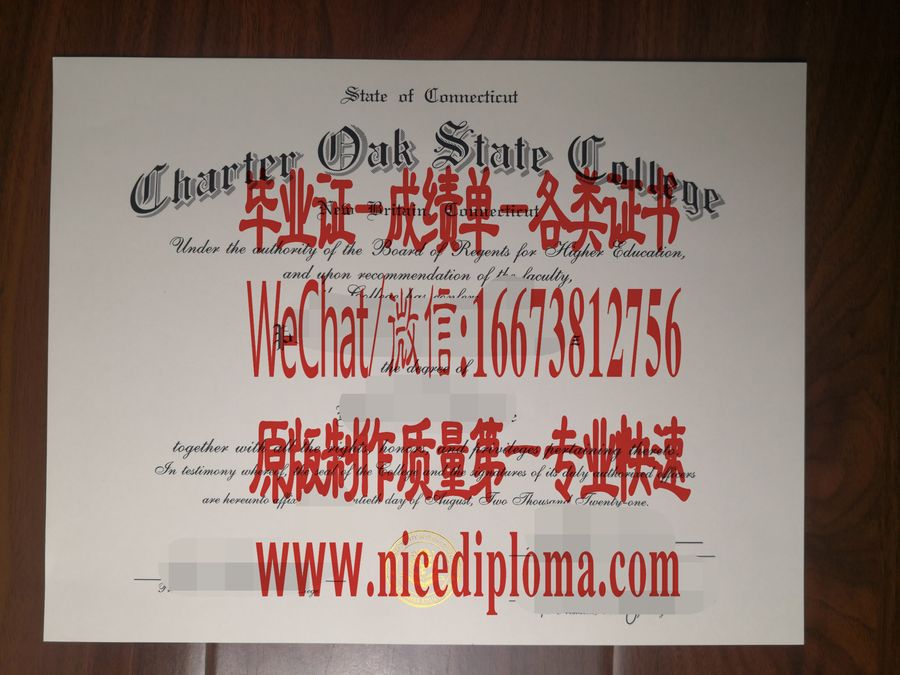 State of Connecticut
Charter Oak State College
毕业证一成绩单一各类证书
New Britain, Connecticut
Under the authority of the Board of Regents for Higher Education,
and upon recommendation of the faculty,
WeChat/微信:16673812756
the degree of
原版制作质量第一专业快速
together with all the rights, honors, and privileges pertaining thereto.
In testimony whereof, the seal of the College and the signatures of its duly authorized officers
are hereunto day of August, Two Thousand Twenty-one.
www.nicediploma.com